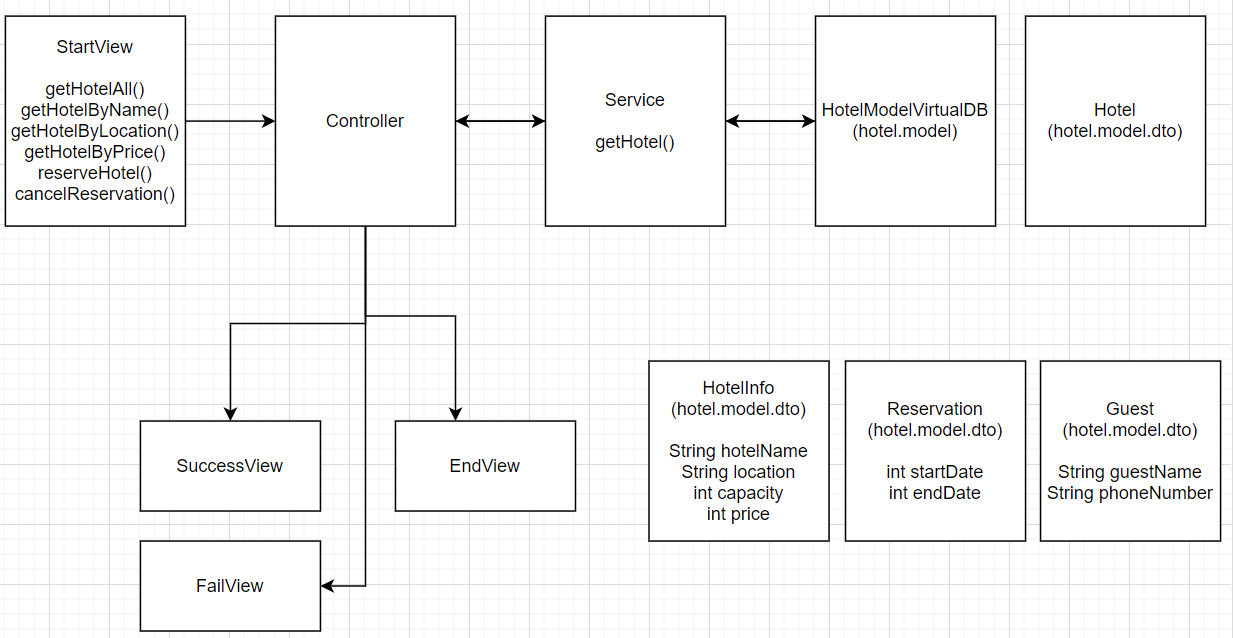 StartView
getHotelAll()
getHotelByName()
getHotelByLocation()
getHotelByPrice()
reserveHotel()
cancelReservation()
Controller
Service
getHotel()
HotelModelVirtualDB
(hotel.model)
Hotel
(hotel.model.dto)
SuccessView
EndView
FailView
HotelInfo
(hotel.model.dto)
String hotelName
String location
int capacity
int price
Reservation
(hotel.model.dto)
int startDate
int endDate
Guest
(hotel.model.dto)
String guestName
String phoneNumber